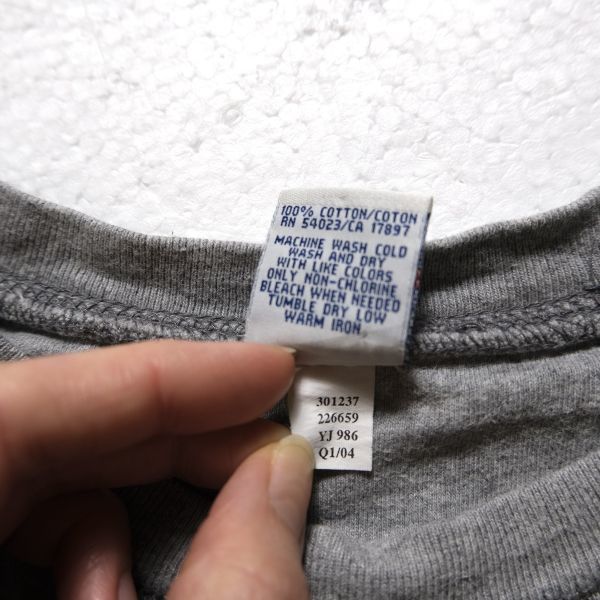 100% COTTON/COTON
RN 54023/CA 17897
MACHINE WASH COLD
WASH AND DRY
WITH LIKE COLORS
ONLY NON-CHLORINE
BLEACH WHEN NEEDED
TUMBLE DRY LOW
WARM IRON
301237
226659
YJ 986
Q1/04